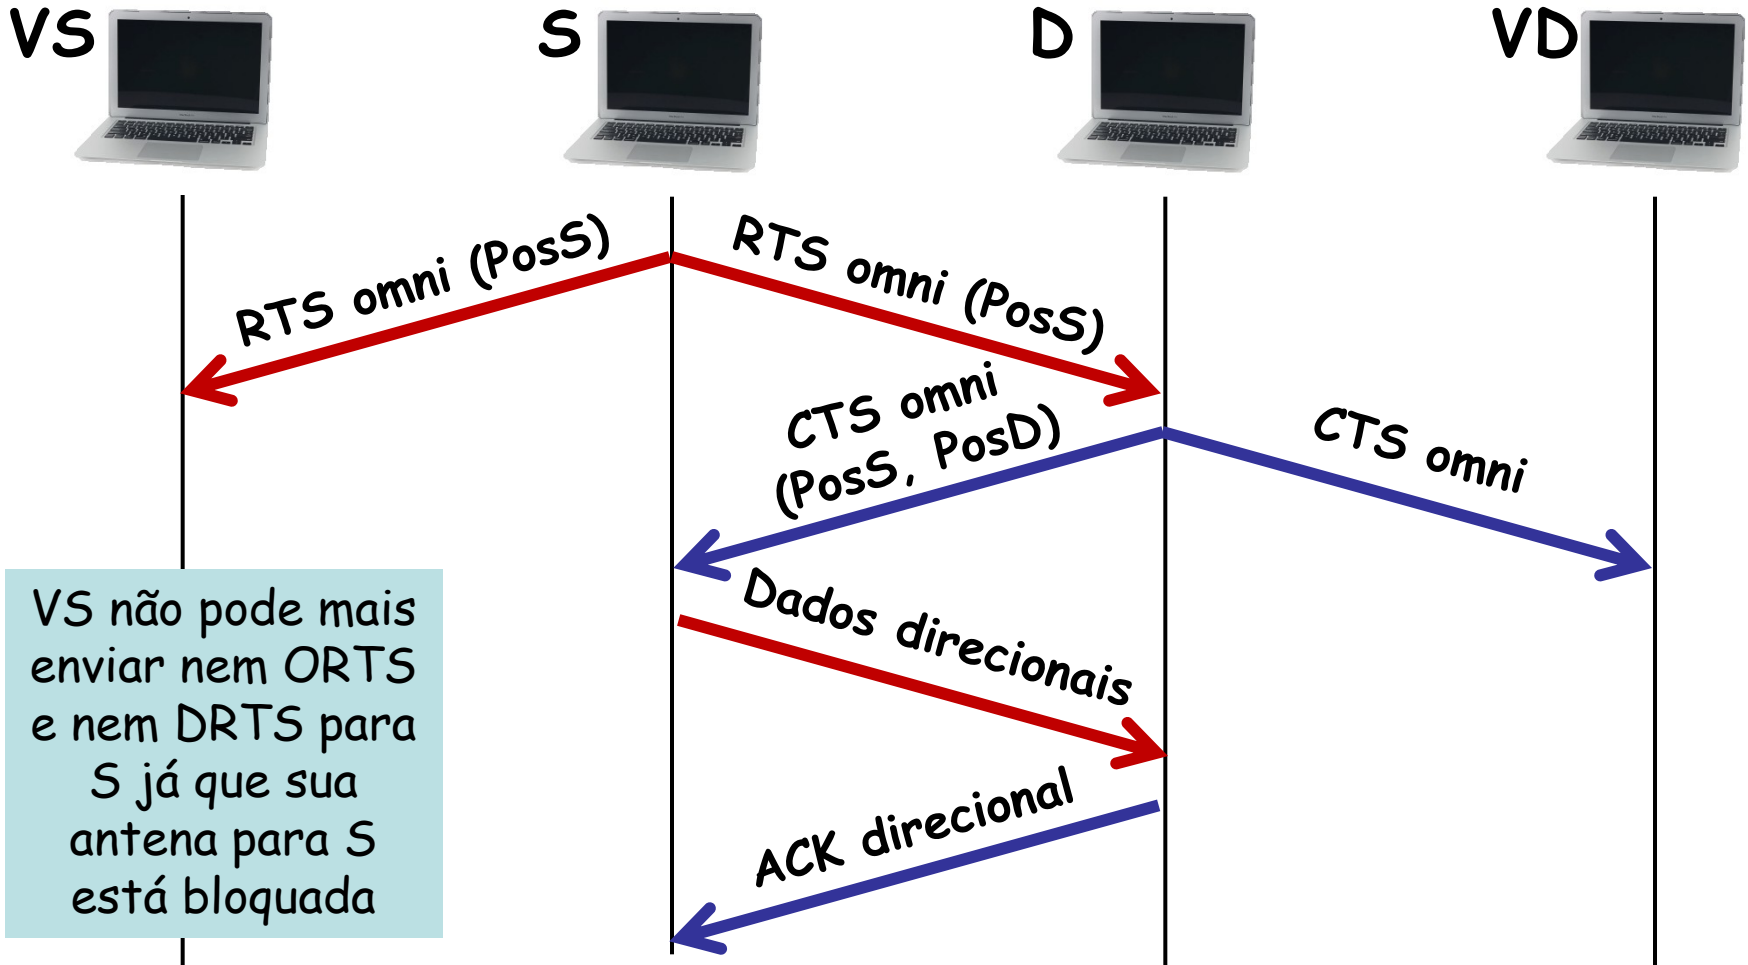 VS
S
D
VD
RTS omni (PosS)
RTS omni (PosS)
CTS omni
(PosS, PosD)
CTS omni
Dados direcionais
ACK direcional
VS não pode mais
enviar nem ORTS
e nem DRTS para
S já que sua
antena para S
está bloquada